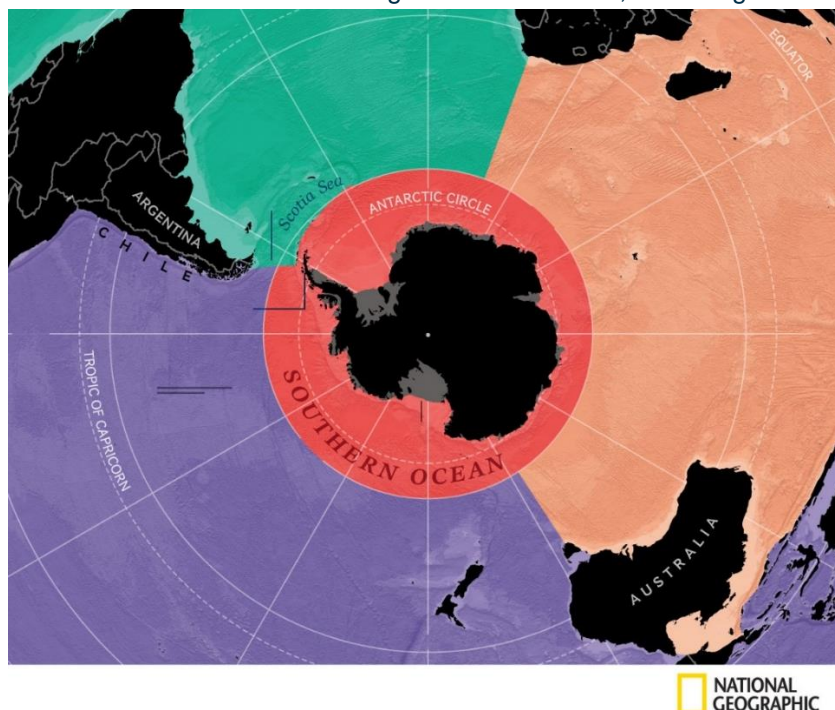 EQUATOR
Scotia Sea
ANTARCTIC CIRCLE
ARGENTINA
CHILE
TROPIC OF CAPRICORN
SOUTHERN OCEAN
AUSTRALIA
NATIONAL
GEOGRAPHIC